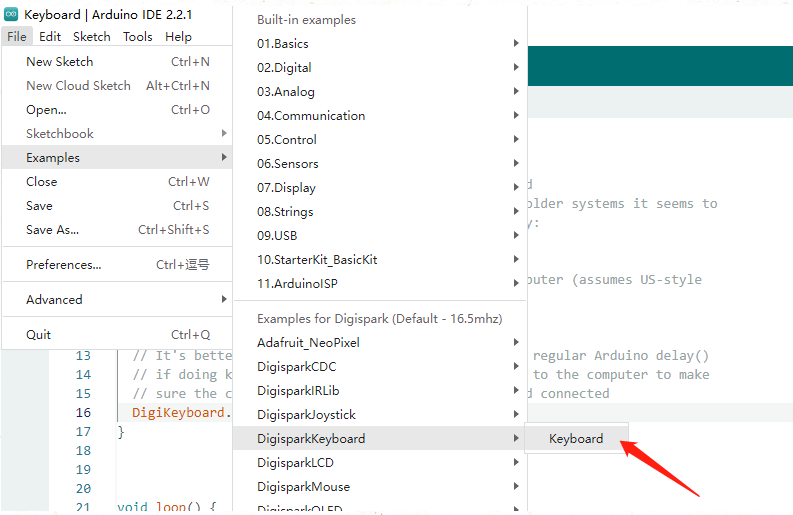 Keyboard | Arduino IDE 2.2.1
File Edit Sketch Tools Help
New Sketch Ctrl+N
New Cloud Sketch Alt+Ctrl+N
Open... Ctrl+O
Sketchbook
Examples
Close Ctrl+W
Save Ctrl+S
Save As... Ctrl+Shift+S
Preferences... Ctrl+逗号
Advanced
Quit Ctrl+Q
Built-in examples
01.Basics
02.Digital
03.Analog
04.Communication
05.Control
06.Sensors
07.Display
08.Strings
09.USB
10.StarterKit_BasicKit
11.ArduinoISP
Examples for Digispark (Default - 16.5mhz)
Adafruit_NeoPixel
DigisparkCDC
DigisparkIRLib
DigisparkJoystick
DigisparkKeyboard
DigisparkLCD
DigisparkMouse
DigisparkOLED
Keyboard
older systems it seems to
y:
uter (assumes US-style
13 // It's bette regular Arduino delay()
14 // if doing k to the computer to make
15 // sure the c d connected
16 DigiKeyboard.
17 }
18
19
20
21 void loop() {